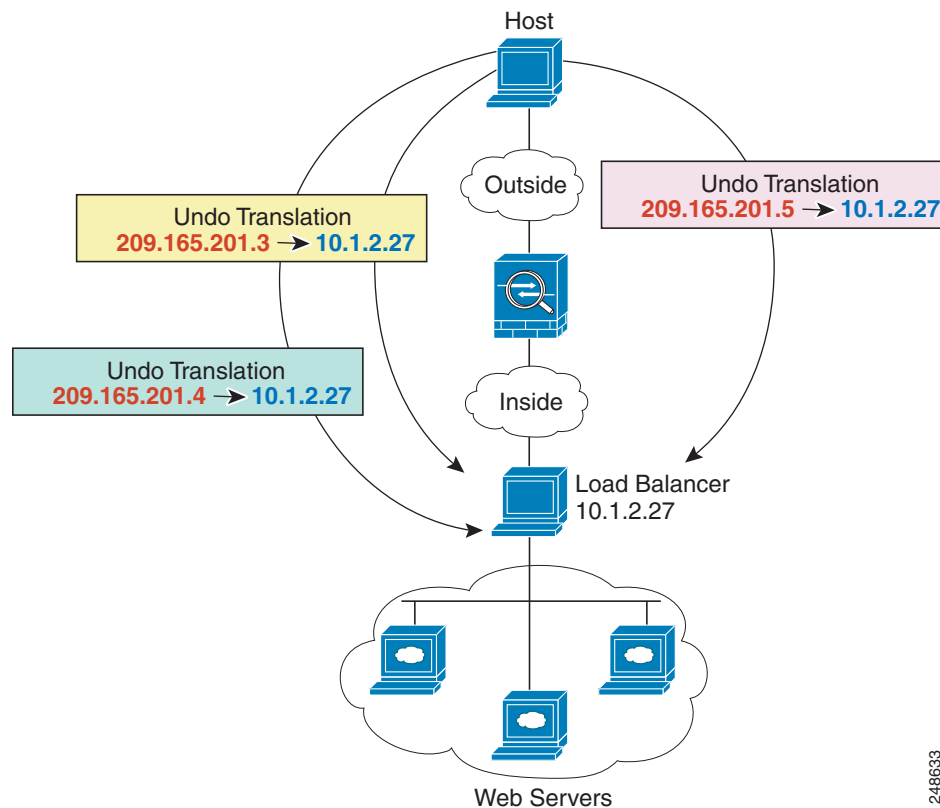 Host
Outside
Undo Translation
209.165.201.3 → 10.1.2.27
Undo Translation
209.165.201.5 → 10.1.2.27
Undo Translation
209.165.201.4 → 10.1.2.27
Inside
Load Balancer
10.1.2.27
Web Servers
248633